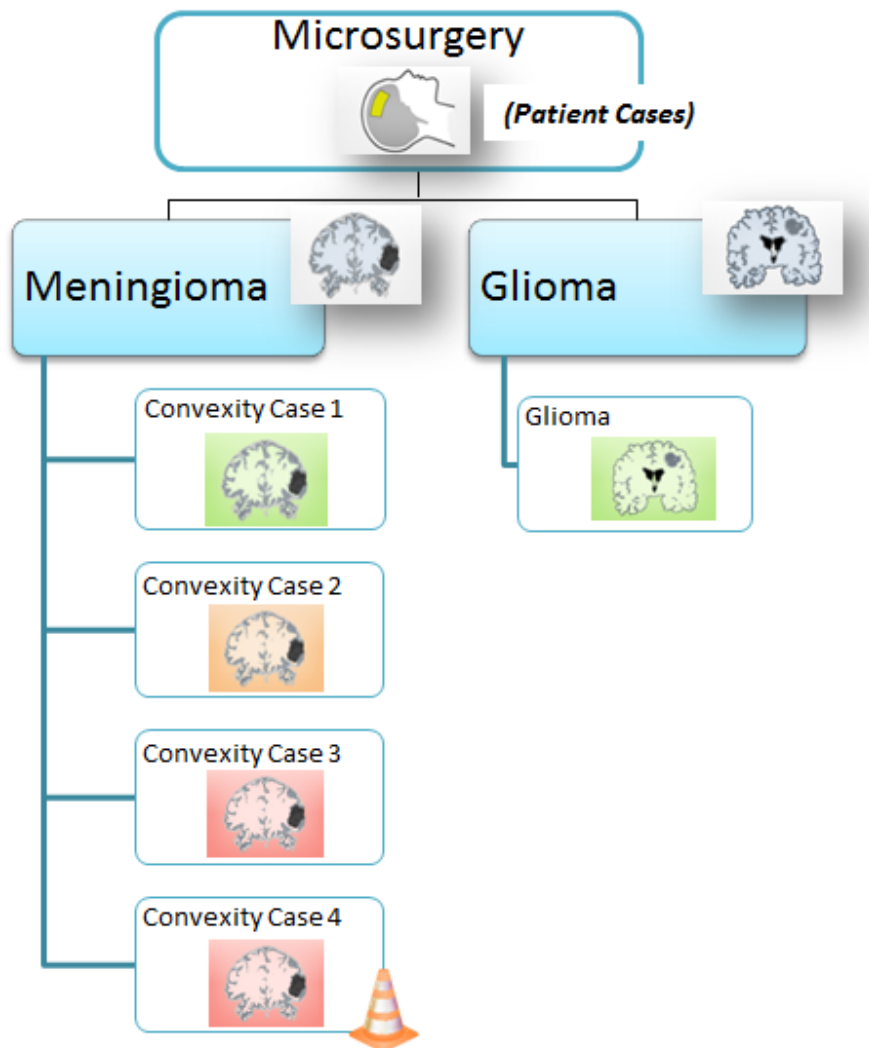 Microsurgery
(Patient Cases)
Meningioma
Glioma
Convexity Case 1
Glioma
Convexity Case 2
Convexity Case 3
Convexity Case 4